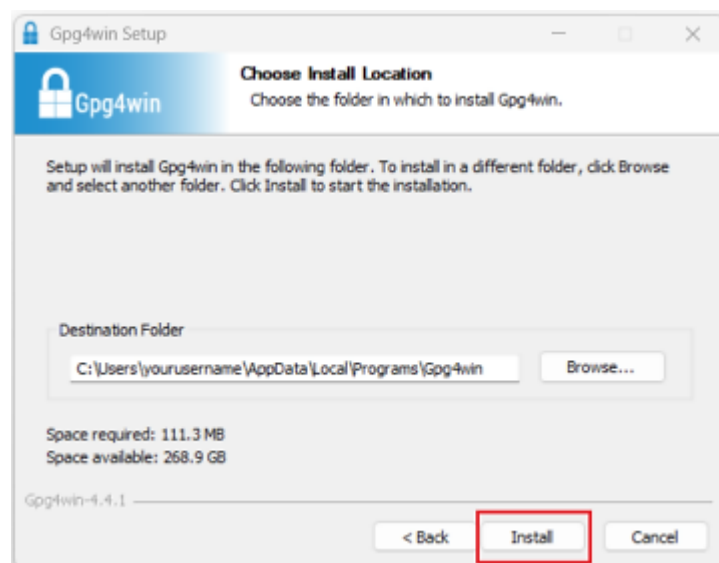 Gpg4win Setup
Gpg4win
Choose Install Location
Choose the folder in which to install Gpg4win.
Setup will install Gpg4win in the following folder. To install in a different folder, click Browse
and select another folder. Click Install to start the installation.
Destination Folder
C:\Users\yourusername\AppData\Local\Programs\Gpg4win
Browse...
Space required: 111.3 MB
Space available: 268.9 GB
Gpg4win-4.4.1
< Back
Install
Cancel